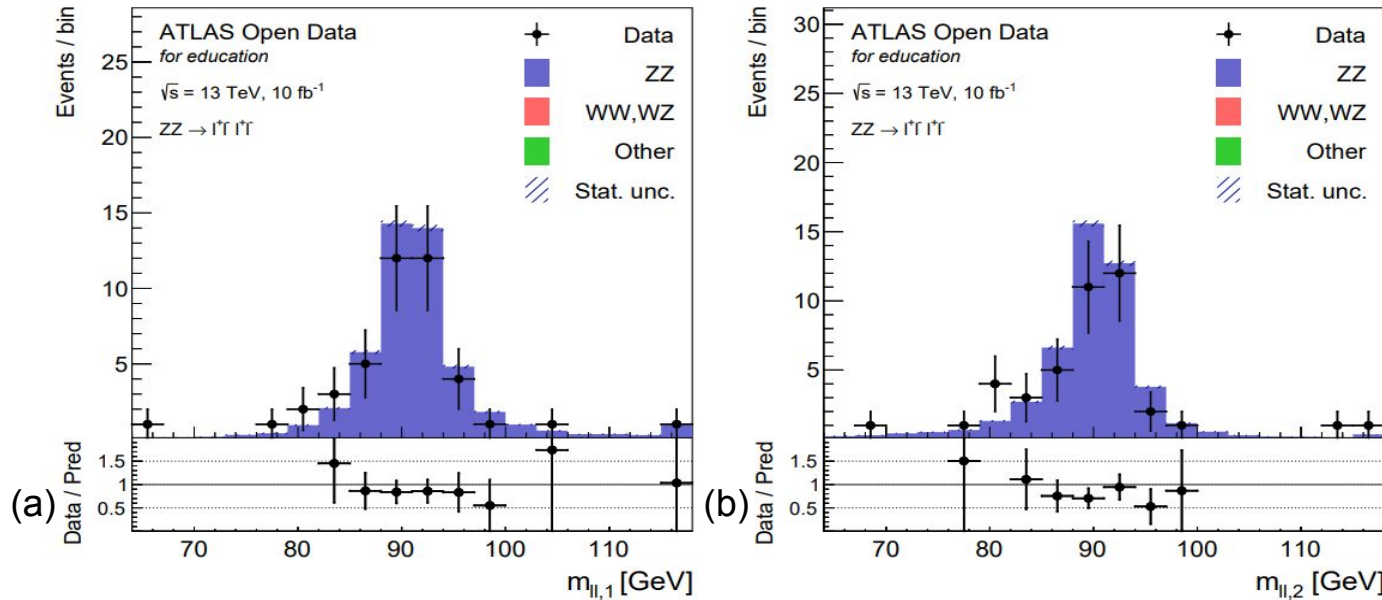 (a)
Events / bin
25
20
15
10
5
ATLAS Open Data
for education
√s = 13 TeV, 10 fb⁻¹
ZZ → l⁺l⁻ l⁺l⁻
Data
ZZ
WW,WZ
Other
Stat. unc.
Data / Pred
1.5
1
0.5
70 80 90 100 110
m_ll,1 [GeV]
(b)
Events / bin
30
25
20
15
10
5
ATLAS Open Data
for education
√s = 13 TeV, 10 fb⁻¹
ZZ → l⁺l⁻ l⁺l⁻
Data
ZZ
WW,WZ
Other
Stat. unc.
Data / Pred
1.5
1
0.5
70 80 90 100 110
m_ll,2 [GeV]